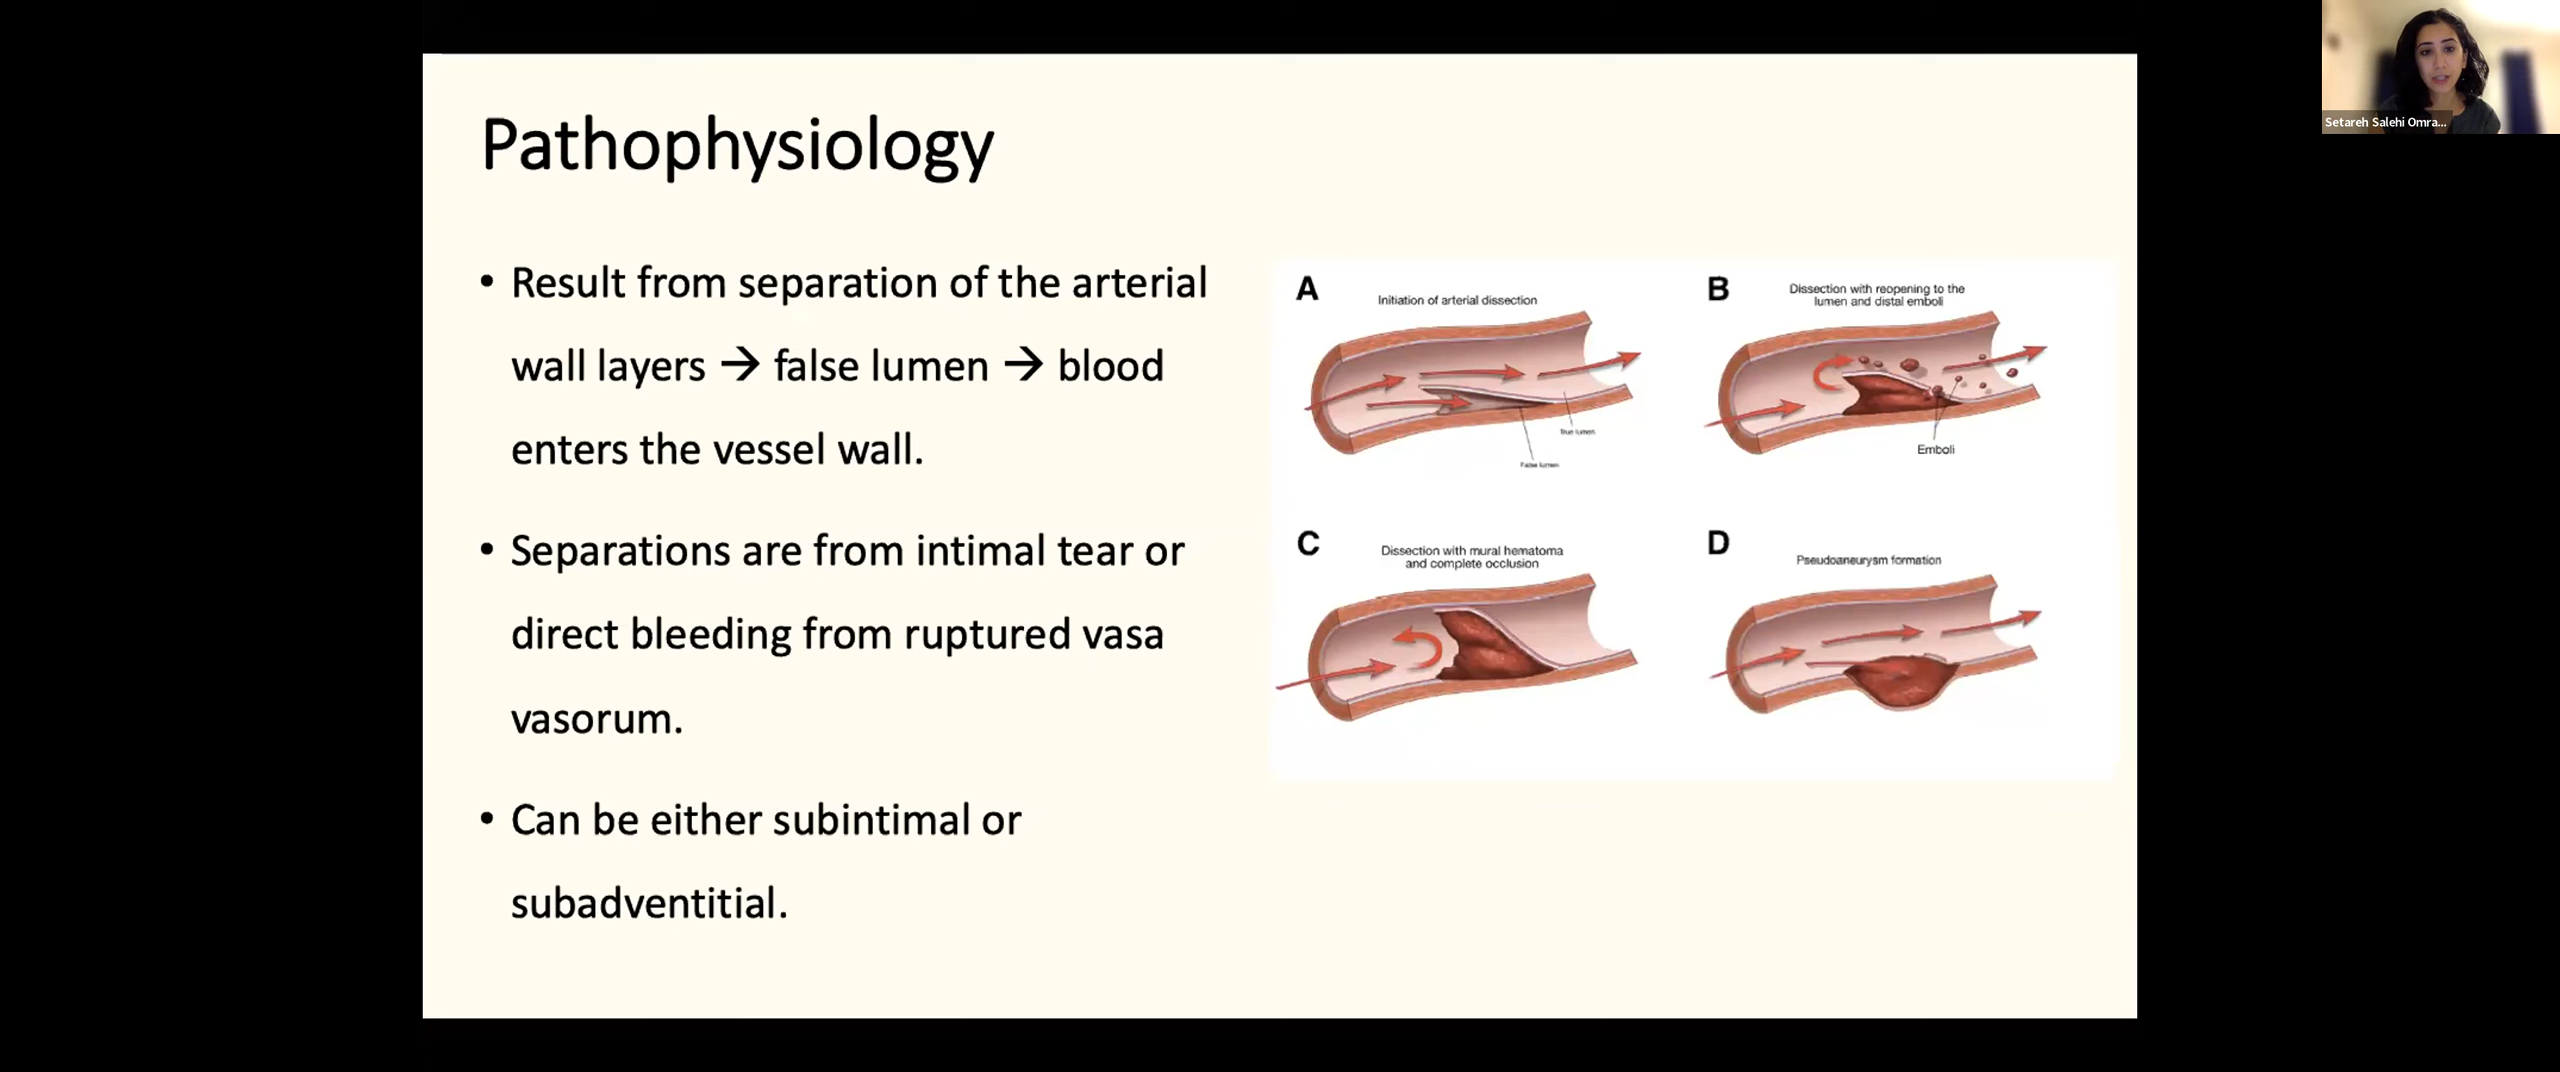 Pathophysiology
• Result from separation of the arterial
wall layers → false lumen → blood
enters the vessel wall.
• Separations are from intimal tear or
direct bleeding from ruptured vasa
vasorum.
• Can be either subintimal or
subadventitial.
A
Initiation of arterial dissection
True lumen
False lumen
B
Dissection with reopening to the
lumen and distal emboli
Emboli
C
Dissection with mural hematoma
and complete occlusion
D
Pseudoaneurysm formation
Setareh Salehi Omra...